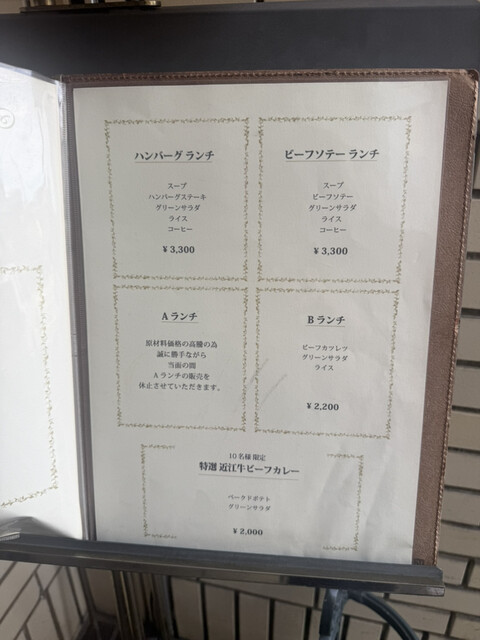 ハンバーグ ランチ
スープ
ハンバーグステーキ
グリーンサラダ
ライス
コーヒー
¥ 3,300
ビーフソテー ランチ
スープ
ビーフソテー
グリーンサラダ
ライス
コーヒー
¥ 3,300
A ランチ
原材料価格の高騰の為
誠に勝手ながら
当面の間
A ランチの販売を
休止させていただきます。
B ランチ
ビーフカツレツ
グリーンサラダ
ライス
¥ 2,200
10 名様 限定
特選 近江牛ビーフカレー
ベークドポテト
グリーンサラダ
¥ 2,000